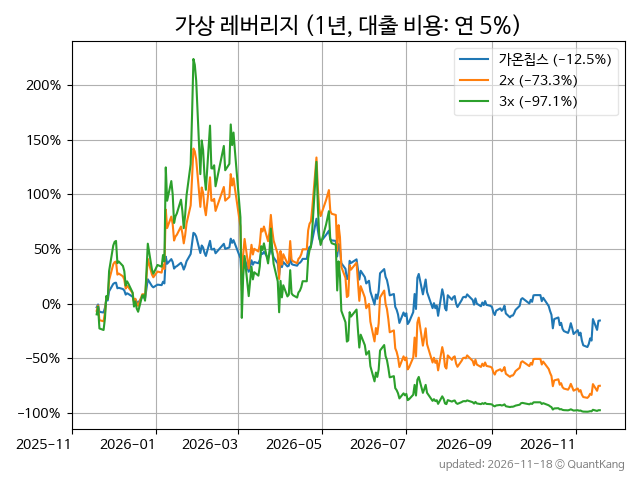 가상 레버리지 (1년, 대출 비용: 연 5%)
가온칩스 (-12.5%)
2x (-73.3%)
3x (-97.1%)
200%
150%
100%
50%
0%
-50%
-100%
2025-11 2026-01 2026-03 2026-05 2026-07 2026-09 2026-11
updated: 2026-11-18 © QuantKang